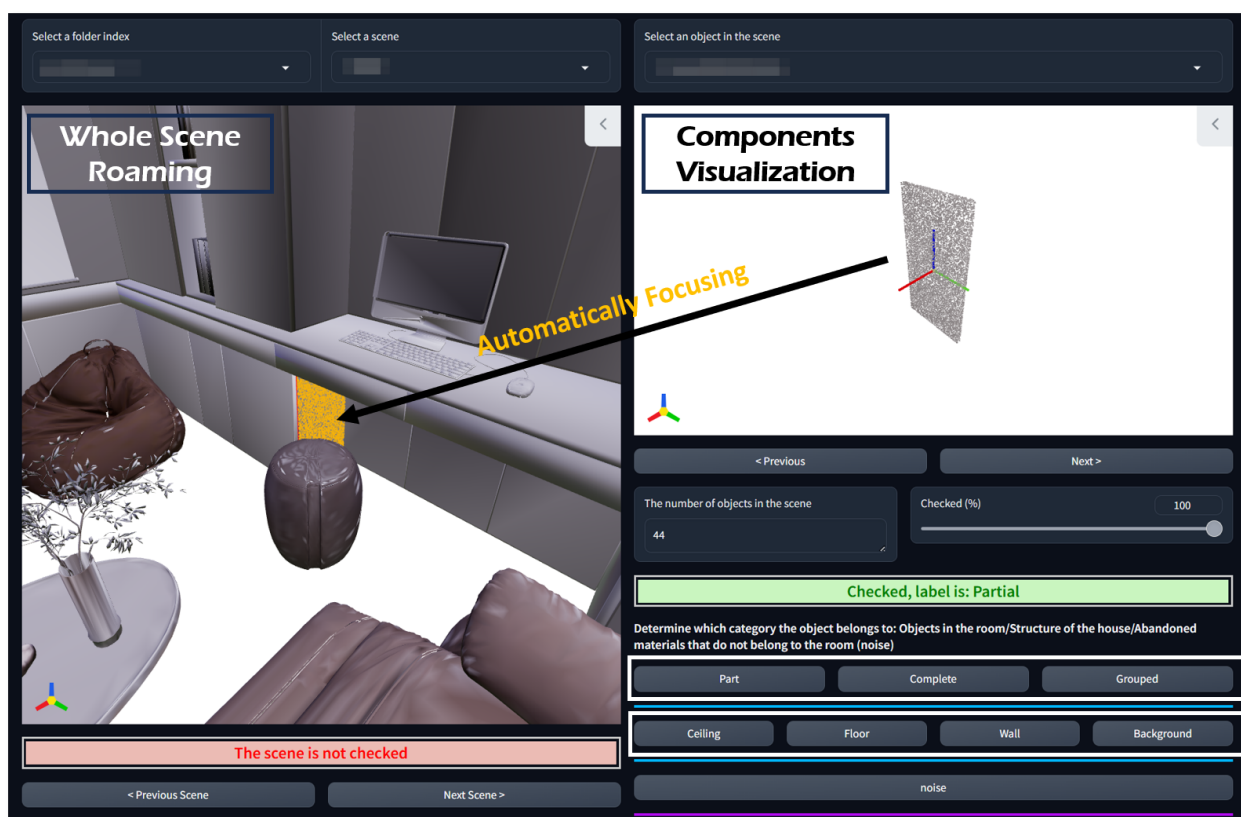 Select a folder index
Select a scene
Select an object in the scene
Whole Scene
Roaming
Components
Visualization
Automatically Focusing
< Previous
Next >
The number of objects in the scene
44
Checked (%)
100
Checked, label is: Partial
Determine which category the object belongs to: Objects in the room/Structure of the house/Abandoned
materials that do not belong to the room (noise)
Part
Complete
Grouped
Ceiling
Floor
Wall
Background
The scene is not checked
noise
< Previous Scene
Next Scene >